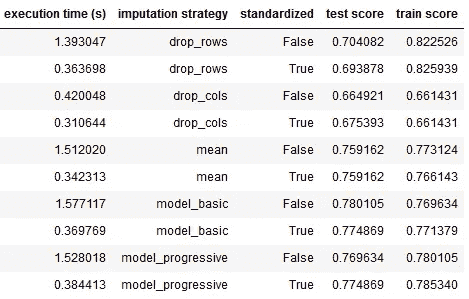 execution time (s) imputation strategy standardized test score train score
1.393047 drop_rows False 0.704082 0.822526
0.363698 drop_rows True 0.693878 0.825939
0.420048 drop_cols False 0.664921 0.661431
0.310644 drop_cols True 0.675393 0.661431
1.512020 mean False 0.759162 0.773124
0.342313 mean True 0.759162 0.766143
1.577117 model_basic False 0.780105 0.769634
0.369769 model_basic True 0.774869 0.771379
1.528018 model_progressive False 0.769634 0.780105
0.384413 model_progressive True 0.774869 0.785340